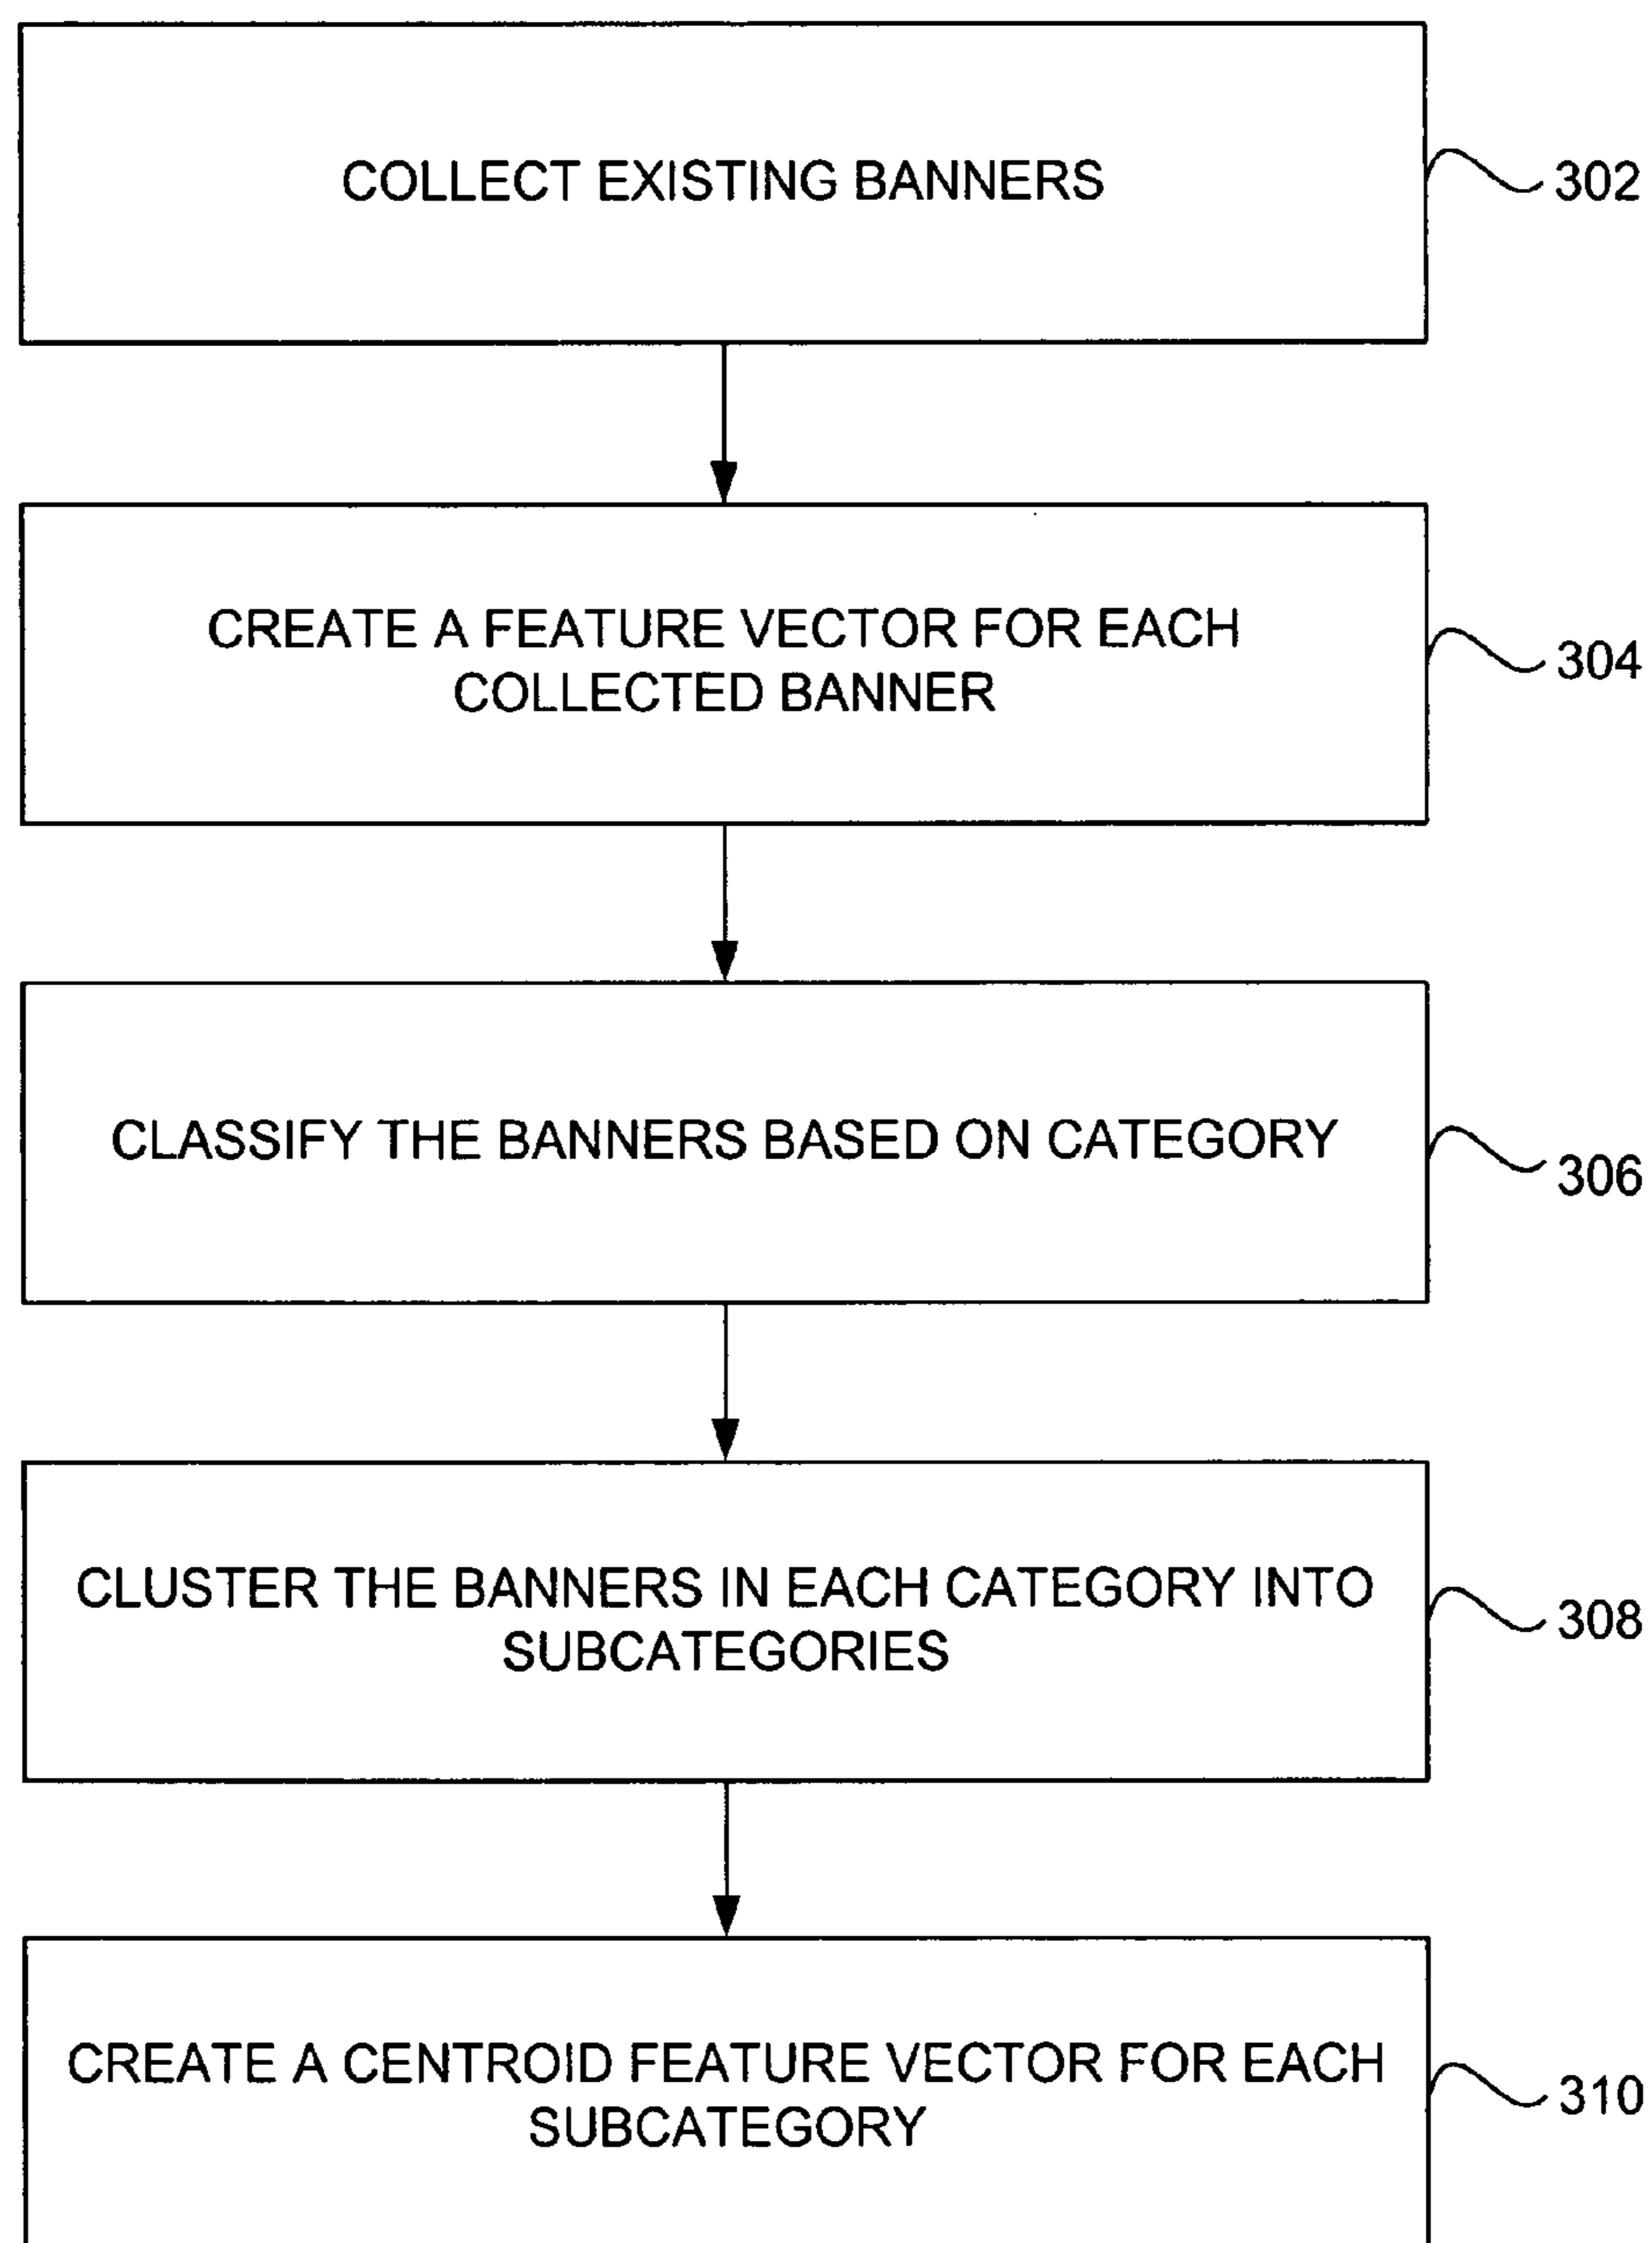 COLLECT EXISTING BANNERS
302
CREATE A FEATURE VECTOR FOR EACH
COLLECTED BANNER
304
CLASSIFY THE BANNERS BASED ON CATEGORY
306
CLUSTER THE BANNERS IN EACH CATEGORY INTO
SUBCATEGORIES
308
CREATE A CENTROID FEATURE VECTOR FOR EACH
SUBCATEGORY
310